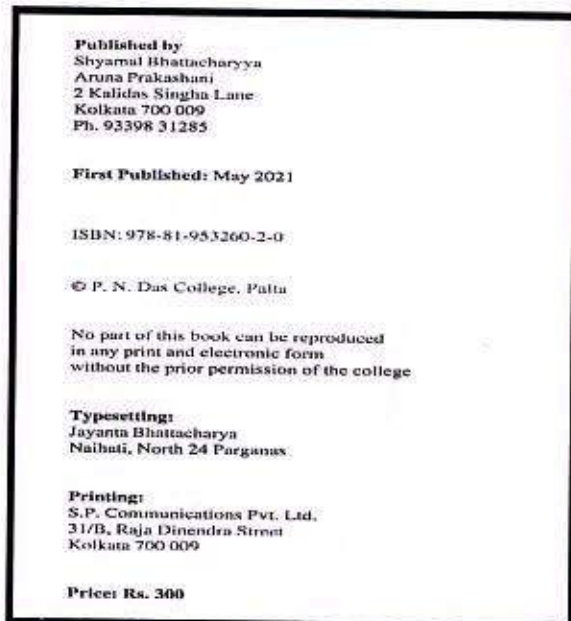 Published by
Shyamal Bhattacharyya
Aruna Prakashani
2 Kalidas Singha Lane
Kolkata 700 009
Ph. 93398 31285
First Published: May 2021
ISBN: 978-81-953260-2-0
© P. N. Das College, Palta
No part of this book can be reproduced
in any print and electronic form
without the prior permission of the college
Typesetting:
Jayanta Bhattacharya
Naihati, North 24 Parganas
Printing:
S.P. Communications Pvt. Ltd.
31/B, Raja Dinendra Street
Kolkata 700 009
Price: Rs. 300